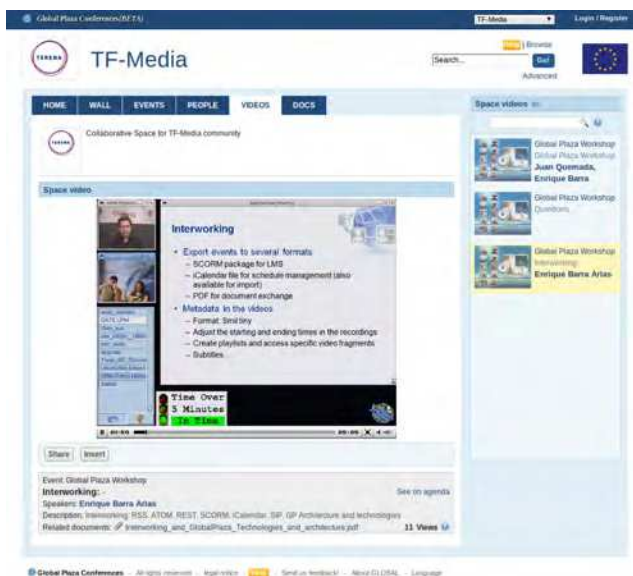 Global Plaza Conferences(BETA)
TF-Media
Login / Register
TERENA
TF-Media
| Browse
Search...
Go!
Advanced
HOME
WALL
EVENTS
PEOPLE
VIDEOS
DOCS
Collaborative Space for TF-Media community
Space video
Interworking
• Export events to several formats
– SCORM package for LMS
– iCalendar file for schedule management (also
available for import)
– PDF for document exchange
• Metadata in the videos
– Format: Smil tiny
– Adjust the starting and ending times in the recordings
– Create playlists and access specific video fragments
– Subtitles
Time Over
5 Minutes
In Time
Share
Insert
Event: Global Plaza Workshop
Interworking: -
See on agenda
Speakers: Enrique Barra Arias
Description: Interworking: RSS, ATOM, REST, SCORM, iCalendar, SIP, GP Architecture and technologies
Related documents: Interworking_and_GlobalPlaza_Technologies_and_architecture.pdf
11 Views
Space videos
Global Plaza Workshop
Global Plaza Workshop
Juan Quemada,
Enrique Barra
Global Plaza Workshop
Questions
Global Plaza Workshop
Interworking
Enrique Barra Arias
Global Plaza Conferences - All rights reserved - legal notice - Send us feedback! - About GLOBAL - Language